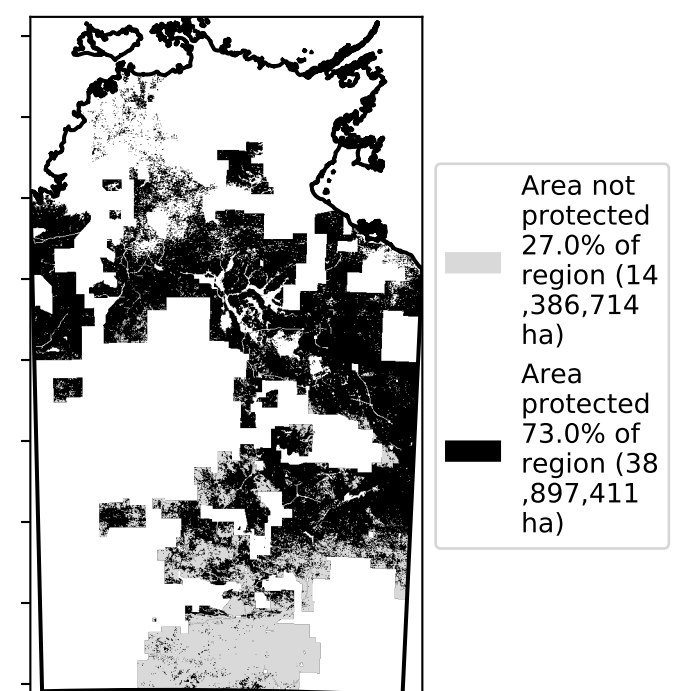 Area not
protected
27.0% of
region (14
,386,714
ha)
Area
protected
73.0% of
region (38
,897,411
ha)